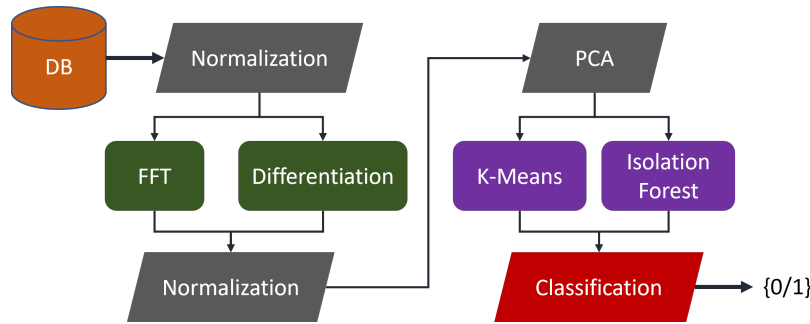 DB
Normalization
FFT
Differentiation
Normalization
PCA
K-Means
Isolation
Forest
Classification
{0/1}